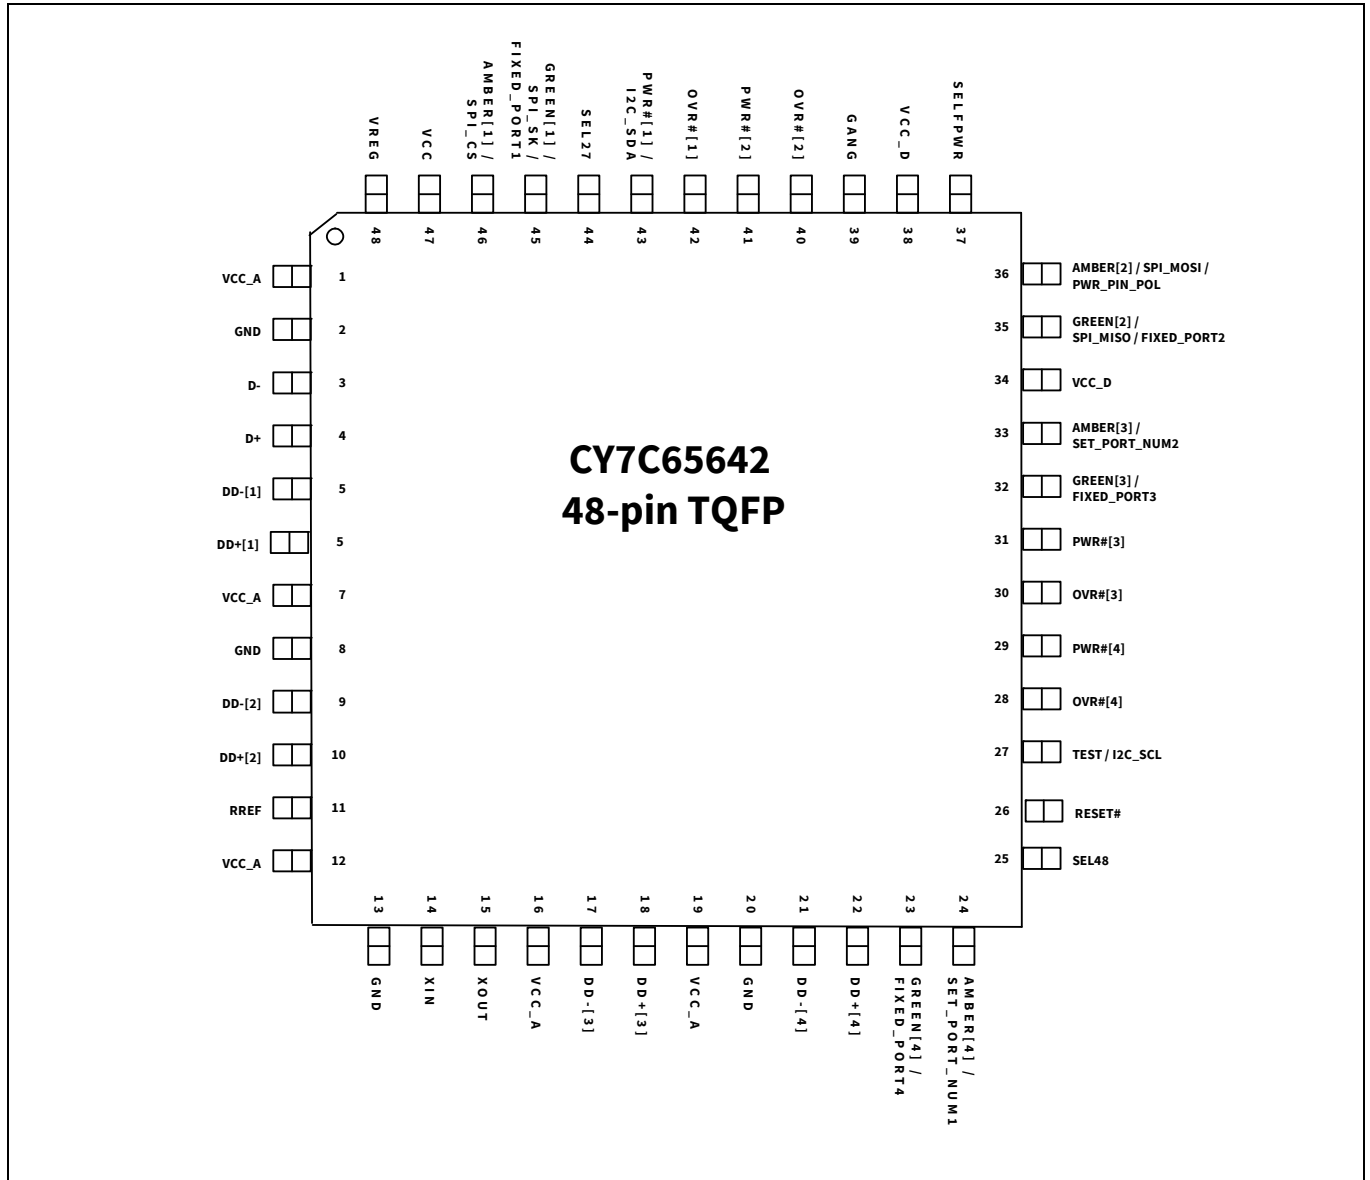 VREG
VCC
AMBER[1] /
SPI_CS
GREEN[1] /
SPI_SK /
FIXED_PORT1
SEL27
PWR#[1] /
I2C_SDA
OVR#[1]
PWR#[2]
OVR#[2]
GANG
VCC_D
SELFPWR
48
47
46
45
44
43
42
41
40
39
38
37
VCC_A 1
GND 2
D- 3
D+ 4
DD-[1] 5
DD+[1] 5
VCC_A 7
GND 8
DD-[2] 9
DD+[2] 10
RREF 11
VCC_A 12
CY7C65642
48-pin TQFP
36 AMBER[2] / SPI_MOSI /
PWR_PIN_POL
35 GREEN[2] /
SPI_MISO / FIXED_PORT2
34 VCC_D
33 AMBER[3] /
SET_PORT_NUM2
32 GREEN[3] /
FIXED_PORT3
31 PWR#[3]
30 OVR#[3]
29 PWR#[4]
28 OVR#[4]
27 TEST / I2C_SCL
26 RESET#
25 SEL48
13
14
15
16
17
18
19
20
21
22
23
24
GND
XIN
XOUT
VCC_A
DD-[3]
DD+[3]
VCC_A
GND
DD-[4]
DD+[4]
GREEN[4] /
FIXED_PORT4
AMBER[4] /
SET_PORT_NUM1